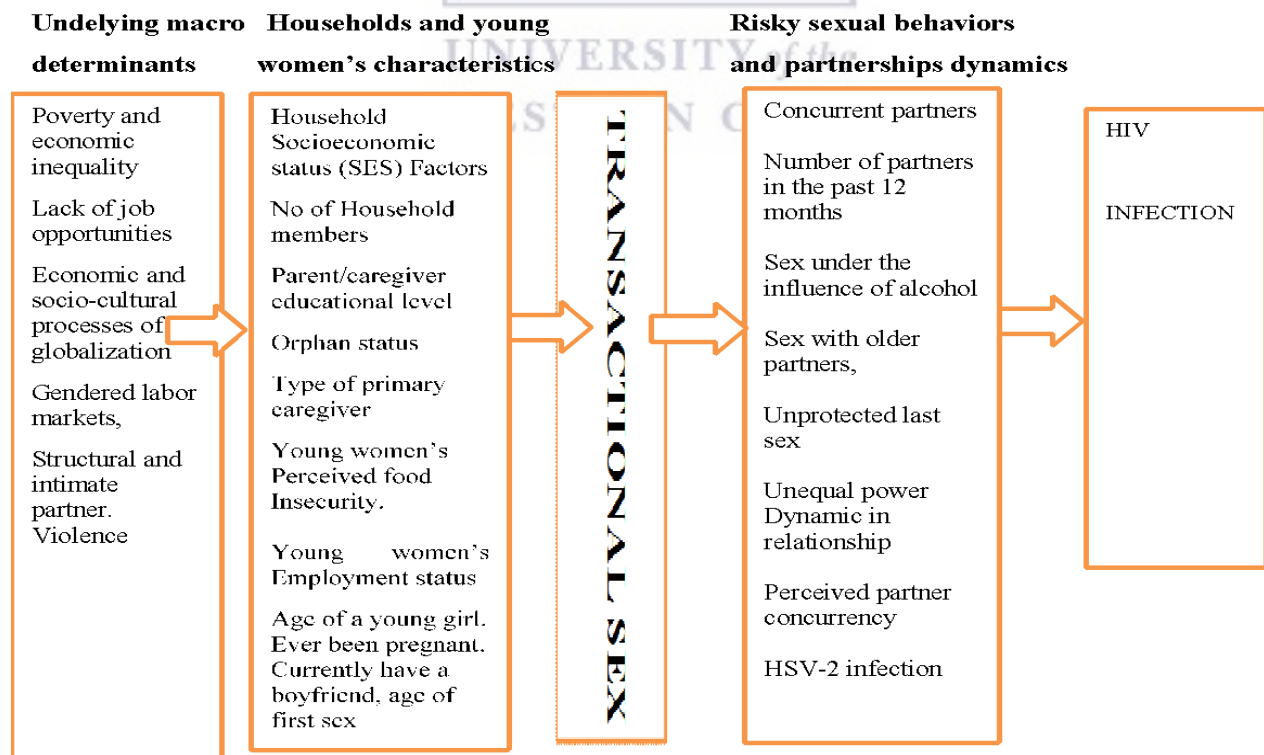 Undelying macro
determinants
Households and young
women's characteristics
Risky sexual behaviors
and partnerships dynamics
UNIVERSITY of the
Poverty and
economic
inequality
Lack of job
opportunities
Economic and
socio-cultural
processes of
globalization
Gendered labor
markets,
Structural and
intimate
partner.
Violence
Household
Socioeconomic
status (SES) Factors
No of Household
members
Parent/caregiver
educational level
Orphan status
Type of primary
caregiver
Young women's
Perceived food
Insecurity.
Young women's
Employment status
Age of a young girl.
Ever been pregnant.
Currently have a
boyfriend, age of
first sex
TRANSACTIONAL SEX
Concurrent partners
Number of partners
in the past 12
months
Sex under the
influence of alcohol
Sex with older
partners,
Unprotected last
sex
Unequal power
Dynamic in
relationship
Perceived partner
concurrency
HSV-2 infection
HIV
INFECTION